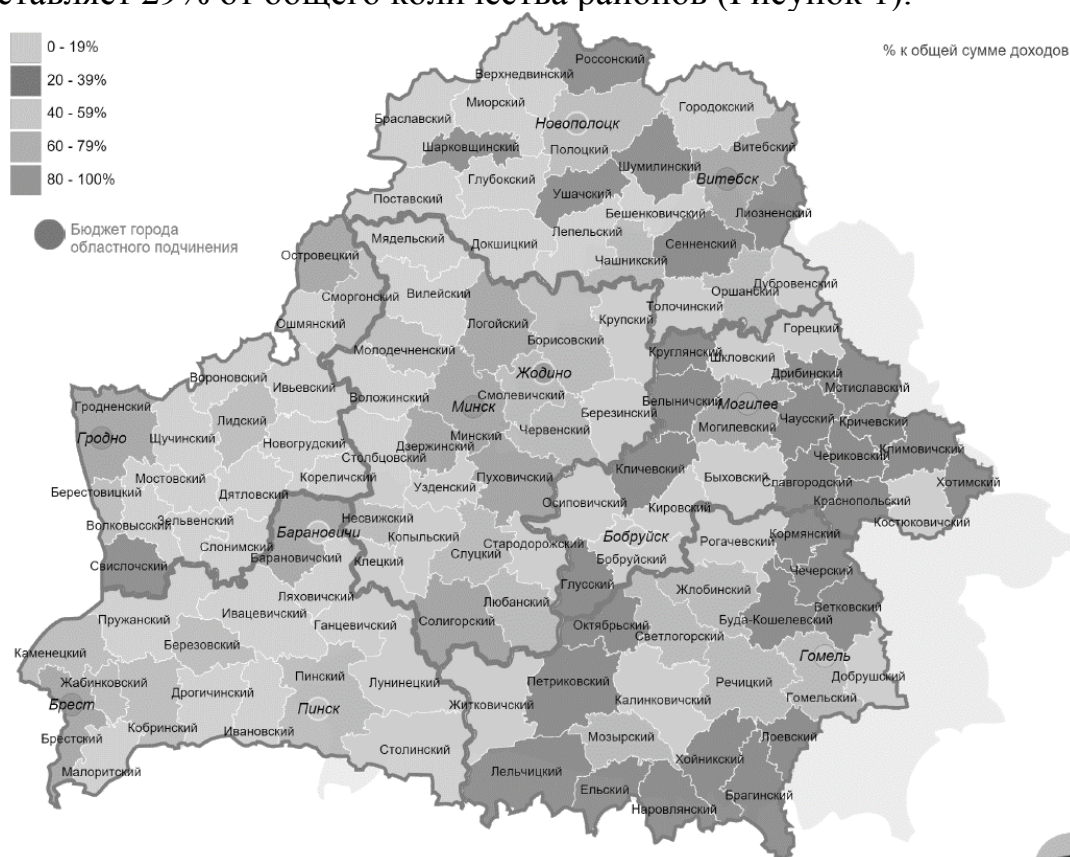 ставляет 29% от общего количества районов (Рисунок 1).
0 - 19%
20 - 39%
40 - 59%
60 - 79%
80 - 100%
Бюджет города
областного подчинения
% к общей сумме доходов
Россонский
Верхнедвинский
Миорский
Браславский
Новополоцк
Городокский
Полоцкий
Витебский
Шарковщинский
Шумилинский
Витебск
Глубокский
Ушачский
Поставский
Бешенковичский
Лиозненский
Лепельский
Мядельский
Докшицкий
Сенненский
Чашникский
Островецкий
Дубровенский
Оршанский
Вилейский
Сморгонский
Толочинский
Ошмянский
Логойский
Крупский
Горецкий
Борисовский
Молодечненский
Круглянский
Шкловский
Дрибинский
Жодино
Вороновский
Ивьевский
Мстиславский
Воложинский
Смолевичский
Белыничский
Могилев
Гродненский
Минск
Березинский
Чаусский
Кричевский
Лидский
Червенский
Могилевский
Гродно
Щучинский
Минский
Новогрудский
Дзержинский
Климовичский
Столбцовский
Чериковский
Кличевский
Мостовский
Кореличский
Пуховичский
Быховский
Славгородский
Хотимский
Берестовицкий
Дятловский
Узденский
Осиповичский
Краснопольский
Кировский
Волковысский
Зельвенский
Несвижский
Костюковичский
Барановичи
Бобруйск
Кормянский
Копыльский
Рогачевский
Слонимский
Стародорожский
Слуцкий
Барановичский
Клецкий
Бобруйский
Свислочский
Чечерский
Глусский
Жлобинский
Ляховичский
Любанский
Ветковский
Ивацевичский
Пружанский
Буда-Кошелевский
Солигорский
Ганцевичский
Октябрьский
Светлогорский
Березовский
Каменецкий
Гомель
Пинский
Добрушский
Жабинковский
Лунинецкий
Петриковский
Речицкий
Дрогичинский
Гомельский
Калинковичский
Брест
Пинск
Житковичский
Кобринский
Ивановский
Брестский
Мозырский
Лоевский
Столинский
Хойникский
Малоритский
Лельчицкий
Ельский
Брагинский
Наровлянский